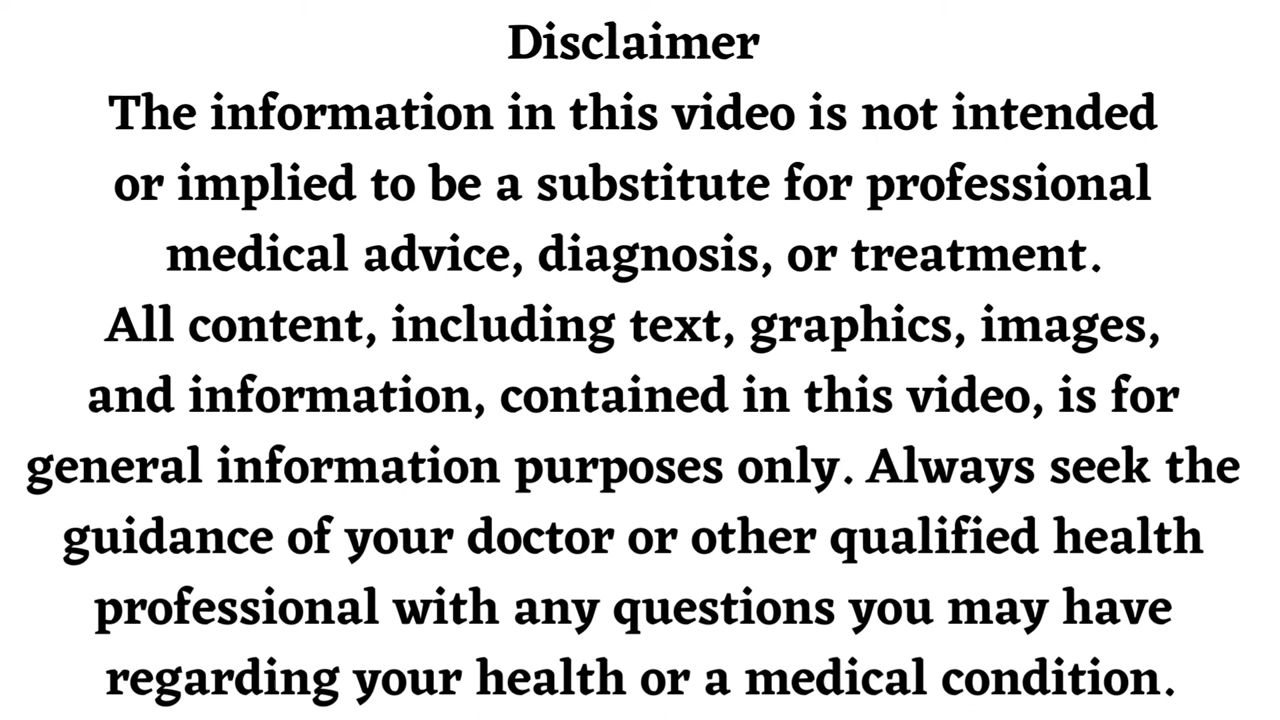 Disclaimer
The information in this video is not intended
or implied to be a substitute for professional
medical advice, diagnosis, or treatment.
All content, including text, graphics, images,
and information, contained in this video, is for
general information purposes only. Always seek the
guidance of your doctor or other qualified health
professional with any questions you may have
regarding your health or a medical condition.